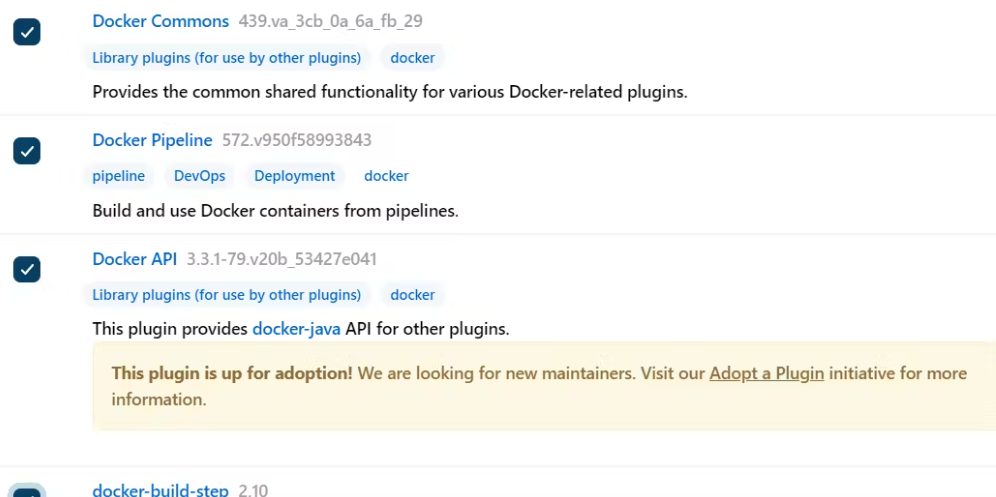 Docker Commons 439.va_3cb_0a_6a_fb_29
Library plugins (for use by other plugins) docker
Provides the common shared functionality for various Docker-related plugins.
Docker Pipeline 572.v950f58993843
pipeline DevOps Deployment docker
Build and use Docker containers from pipelines.
Docker API 3.3.1-79.v20b_53427e041
Library plugins (for use by other plugins) docker
This plugin provides docker-java API for other plugins.
This plugin is up for adoption! We are looking for new maintainers. Visit our Adopt a Plugin initiative for more
information.
docker-build-step 2.10